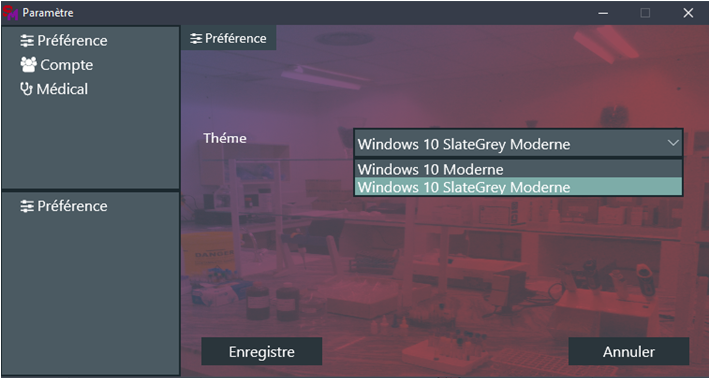 Paramètre
Préférence
Compte
Médical
Préférence
Préférence
Théme
Windows 10 SlateGrey Moderne
Windows 10 Moderne
Windows 10 SlateGrey Moderne
DANGER
Enregistre
Annuler